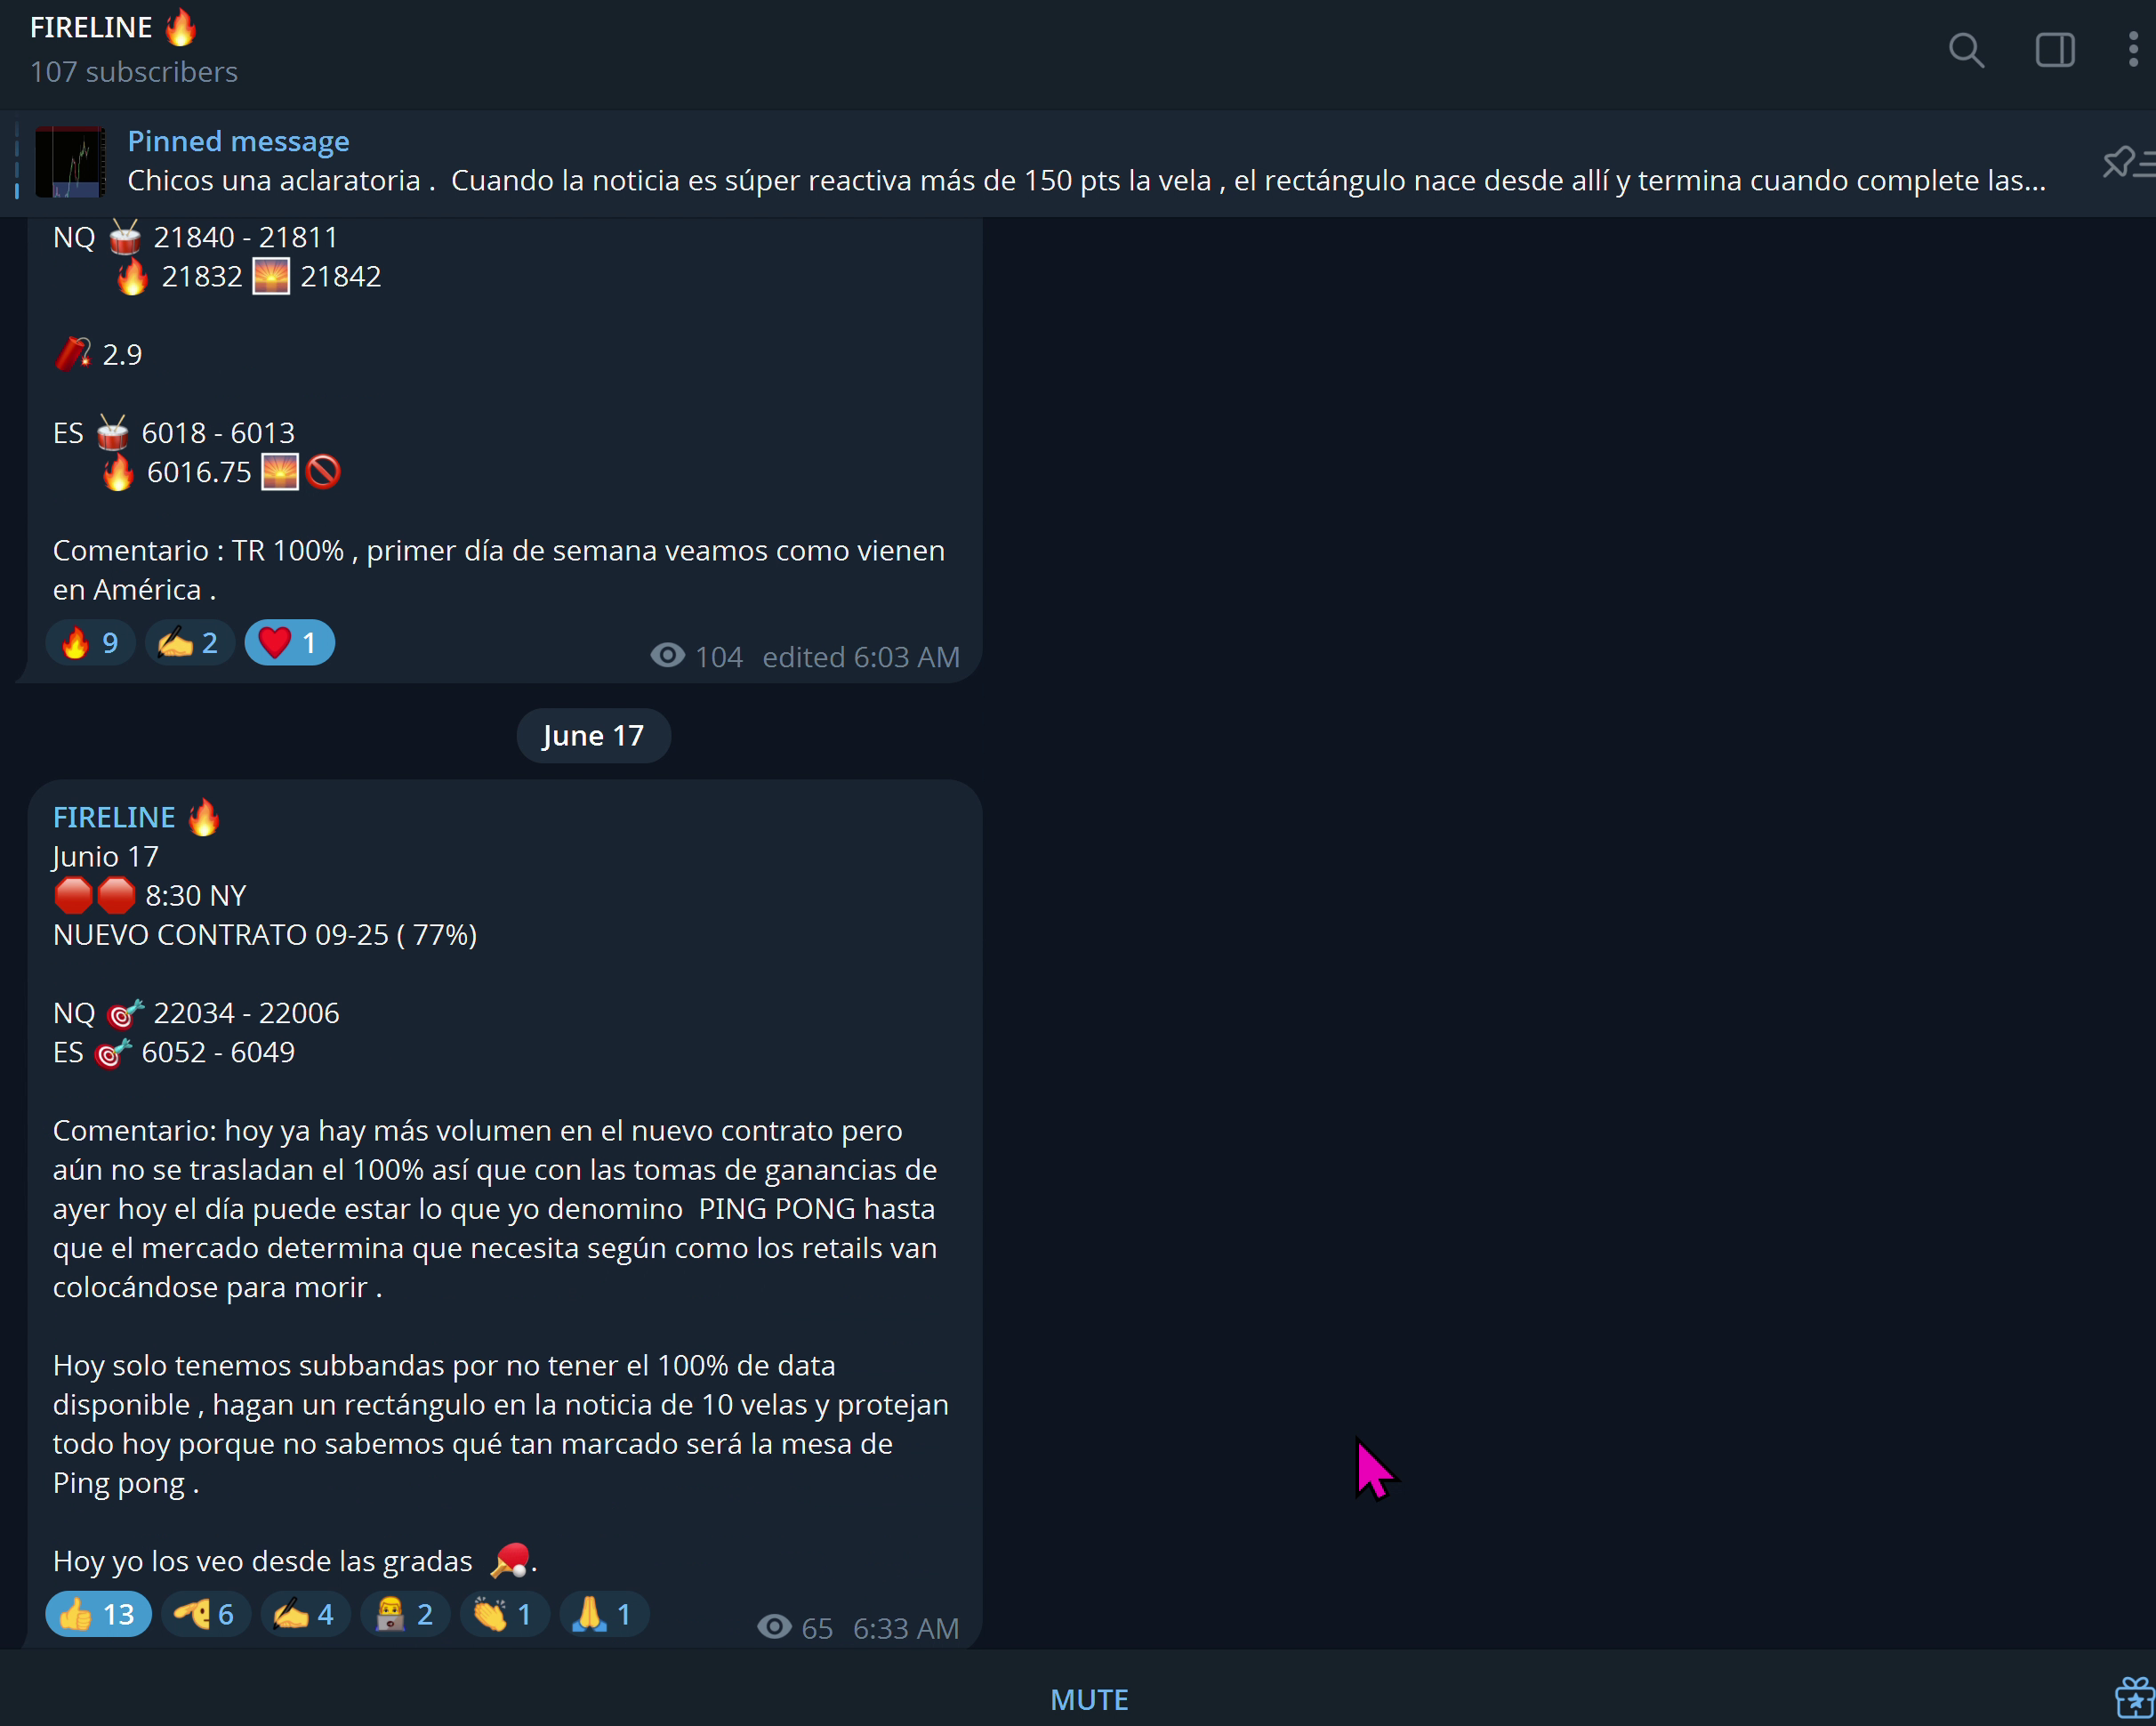 FIRELINE 🔥
107 subscribers
Pinned message
Chicos una aclaratoria .  Cuando la noticia es súper reactiva más de 150 pts la vela , el rectángulo nace desde allí y termina cuando complete las...
NQ 🥁 21840 - 21811
🔥 21832 🌅 21842
🧨 2.9
ES 🥁 6018 - 6013
🔥 6016.75 🌅🚫
Comentario : TR 100% , primer día de semana veamos como vienen
en América .
🔥 9 ✍️ 2 ❤️ 1
104 edited 6:03 AM
June 17
FIRELINE 🔥
Junio 17
🛑🛑 8:30 NY
NUEVO CONTRATO 09-25 ( 77%)
NQ 🎯 22034 - 22006
ES 🎯 6052 - 6049
Comentario: hoy ya hay más volumen en el nuevo contrato pero
aún no se trasladan el 100% así que con las tomas de ganancias de
ayer hoy el día puede estar lo que yo denomino  PING PONG hasta
que el mercado determina que necesita según como los retails van
colocándose para morir .
Hoy solo tenemos subbandas por no tener el 100% de data
disponible , hagan un rectángulo en la noticia de 10 velas y protejan
todo hoy porque no sabemos qué tan marcado será la mesa de
Ping pong .
Hoy yo los veo desde las gradas  🏓.
👍 13 🫡 6 ✍️ 4 👨‍💻 2 👏 1 🙏 1
65 6:33 AM
MUTE